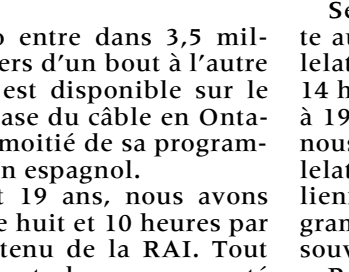 entre dans 3,5 mil-
ers d'un bout à l'autre
est disponible sur le
ase du câble en Onta-
moitié de sa program-
n espagnol.
19 ans, nous avons
e huit et 10 heures par
tenu de la RAI. Tout
Se
te au
lelat
14 h
à 19
nous
lelat
lien
gran
souv